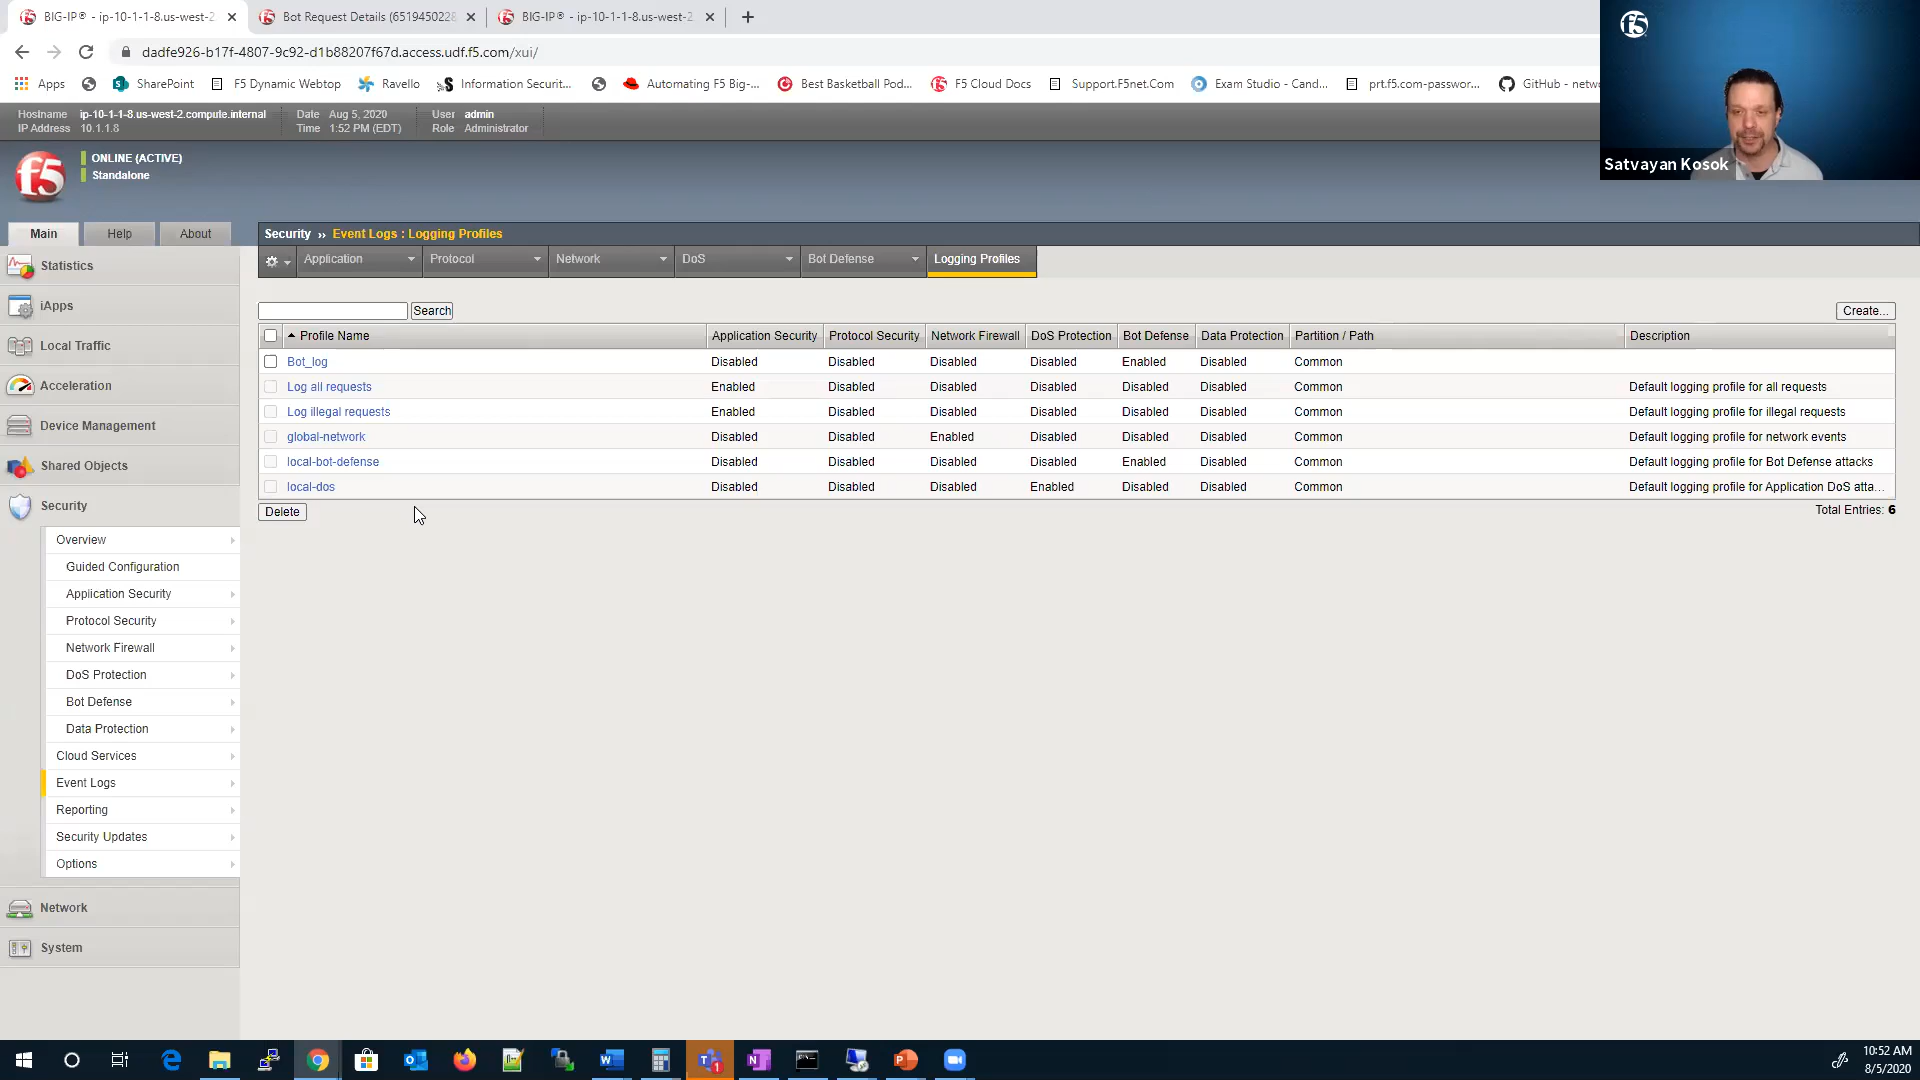 BIG-IP® - ip-10-1-1-8.us-west-2
Bot Request Details (6519450228
BIG-IP® - ip-10-1-1-8.us-west-2
dadfe926-b17f-4807-9c92-d1b88207f67d.access.udf.f5.com/xui/
Apps
SharePoint
F5 Dynamic Webtop
Ravello
Information Securit...
Automating F5 Big-...
Best Basketball Pod...
F5 Cloud Docs
Support.F5net.Com
Exam Studio - Cand...
prt.f5.com-passwor...
GitHub - netw
f5
Satvayan Kosok
Hostname ip-10-1-1-8.us-west-2.compute.internal Date Aug 5, 2020 User admin
IP Address 10.1.1.8 Time 1:52 PM (EDT) Role Administrator
f5
ONLINE (ACTIVE)
Standalone
Main Help About
Security ›› Event Logs : Logging Profiles
Application Protocol Network DoS Bot Defense Logging Profiles
Statistics
iApps
Local Traffic
Acceleration
Device Management
Shared Objects
Security
Overview
Guided Configuration
Application Security
Protocol Security
Network Firewall
DoS Protection
Bot Defense
Data Protection
Cloud Services
Event Logs
Reporting
Security Updates
Options
Network
System
Search Create...
Profile Name Application Security Protocol Security Network Firewall DoS Protection Bot Defense Data Protection Partition / Path Description
Bot_log Disabled Disabled Disabled Disabled Enabled Disabled Common
Log all requests Enabled Disabled Disabled Disabled Disabled Disabled Common Default logging profile for all requests
Log illegal requests Enabled Disabled Disabled Disabled Disabled Disabled Common Default logging profile for illegal requests
global-network Disabled Disabled Enabled Disabled Disabled Disabled Common Default logging profile for network events
local-bot-defense Disabled Disabled Disabled Disabled Enabled Disabled Common Default logging profile for Bot Defense attacks
local-dos Disabled Disabled Disabled Enabled Disabled Disabled Common Default logging profile for Application DoS atta...
Delete Total Entries: 6
10:52 AM
8/5/2020